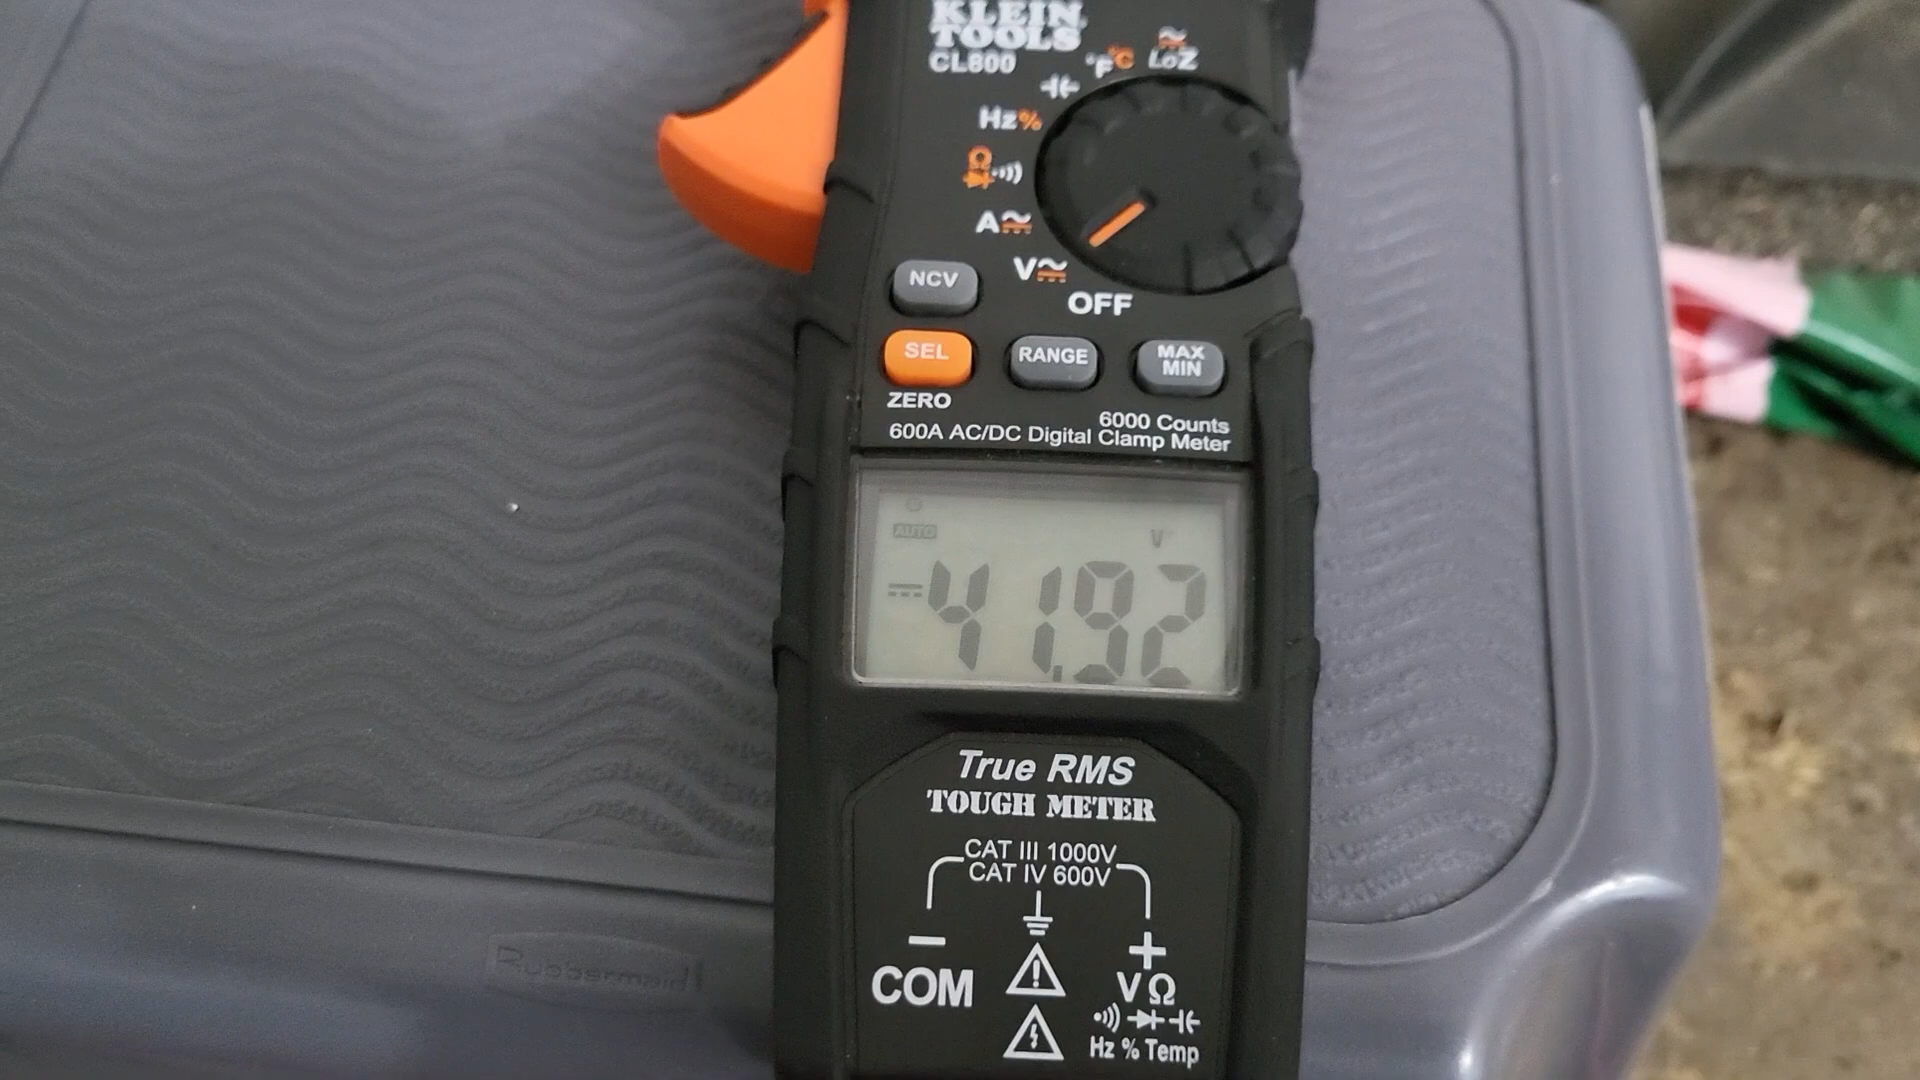 KLEIN
TOOLS
CL800
°F°C
LoZ
Hz%
Ω
A
V
OFF
NCV
SEL
RANGE
MAX
MIN
ZERO
6000 Counts
600A AC/DC Digital Clamp Meter
AUTO
V
41.92
True RMS
TOUGH METER
CAT III 1000V
CAT IV 600V
− +
COM
VΩ
Hz % Temp
Rubbermaid